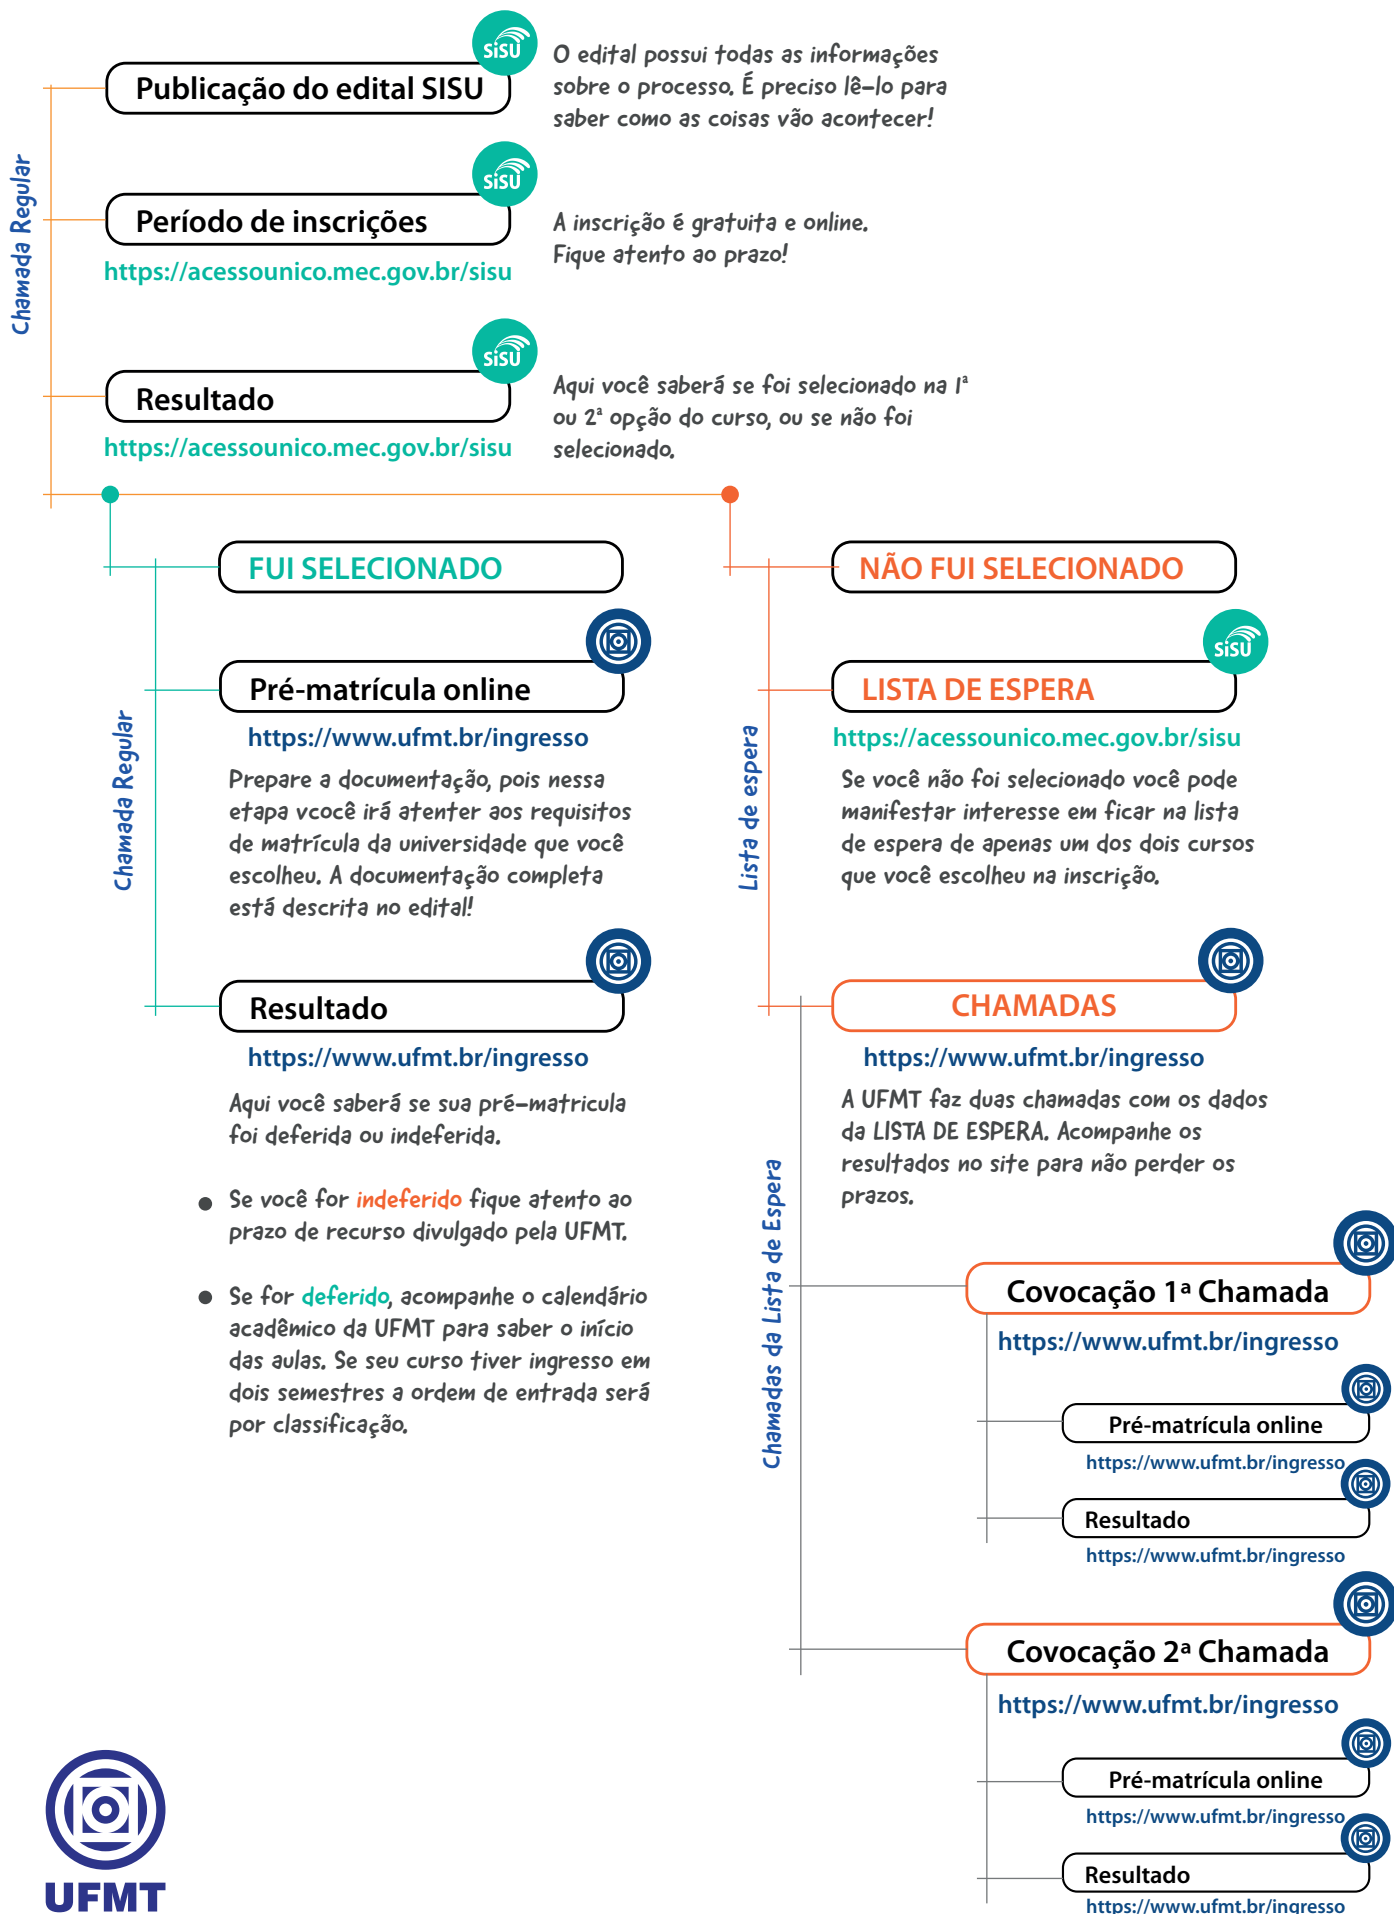 SiSU
Publicação do edital SISU
O edital possui todas as informações
sobre o processo. É preciso lê-lo para
saber como as coisas vão acontecer!
Chamada Regular
SiSU
Período de inscrições
https://acessounico.mec.gov.br/sisu
A inscrição é gratuita e online.
Fique atento ao prazo!
SiSU
Resultado
https://acessounico.mec.gov.br/sisu
Aqui você saberá se foi selecionado na 1ª
ou 2ª opção do curso, ou se não foi
selecionado.
FUI SELECIONADO
Chamada Regular
Pré-matrícula online
https://www.ufmt.br/ingresso
Prepare a documentação, pois nessa
etapa vcocê irá atenter aos requisitos
de matrícula da universidade que você
escolheu. A documentação completa
está descrita no edital!
Resultado
https://www.ufmt.br/ingresso
Aqui você saberá se sua pré-matricula
foi deferida ou indeferida.
● Se você for indeferido fique atento ao
prazo de recurso divulgado pela UFMT.
● Se for deferido, acompanhe o calendário
acadêmico da UFMT para saber o início
das aulas. Se seu curso tiver ingresso em
dois semestres a ordem de entrada será
por classificação.
NÃO FUI SELECIONADO
Lista de espera
SiSU
LISTA DE ESPERA
https://acessounico.mec.gov.br/sisu
Se você não foi selecionado você pode
manifestar interesse em ficar na lista
de espera de apenas um dos dois cursos
que você escolheu na inscrição.
CHAMADAS
https://www.ufmt.br/ingresso
A UFMT faz duas chamadas com os dados
da LISTA DE ESPERA. Acompanhe os
resultados no site para não perder os
prazos.
Chamadas da Lista de Espera
Covocação 1ª Chamada
https://www.ufmt.br/ingresso
Pré-matrícula online
https://www.ufmt.br/ingresso
Resultado
https://www.ufmt.br/ingresso
Covocação 2ª Chamada
https://www.ufmt.br/ingresso
Pré-matrícula online
https://www.ufmt.br/ingresso
Resultado
https://www.ufmt.br/ingresso
UFMT